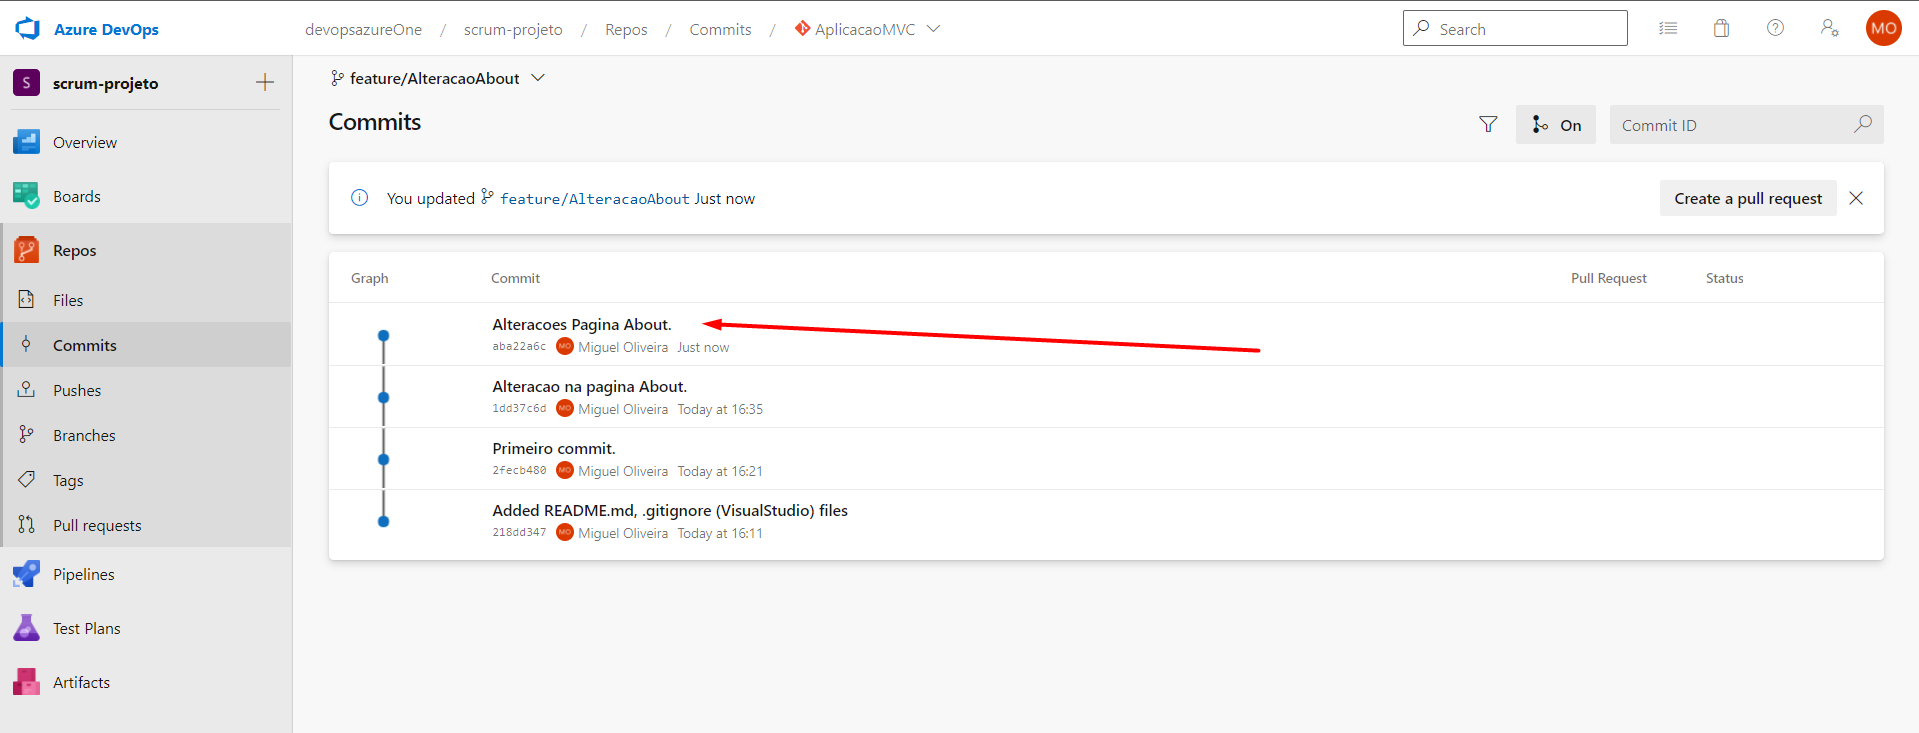 Azure DevOps
devopsazureOne / scrum-projeto / Repos / Commits / AplicacaoMVC
Search
MO
S scrum-projeto
Overview
Boards
Repos
Files
Commits
Pushes
Branches
Tags
Pull requests
Pipelines
Test Plans
Artifacts
feature/AlteracaoAbout
Commits
On
Commit ID
You updated feature/AlteracaoAbout Just now
Create a pull request
Graph Commit Pull Request Status
Alteracoes Pagina About.
aba22a6c MO Miguel Oliveira Just now
Alteracao na pagina About.
1dd37c6d MO Miguel Oliveira Today at 16:35
Primeiro commit.
2fecb480 MO Miguel Oliveira Today at 16:21
Added README.md, .gitignore (VisualStudio) files
218dd347 MO Miguel Oliveira Today at 16:11